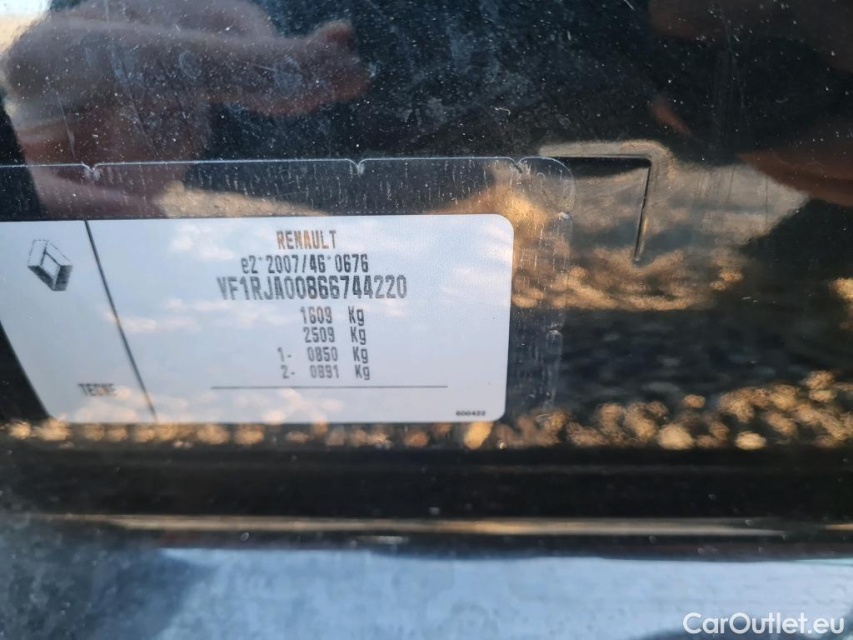 RENAULT
e2*2007/46*0676
VF1RJA00866744220
1609 Kg
2509 Kg
1- 0850 Kg
2- 0891 Kg
CarOutlet.eu